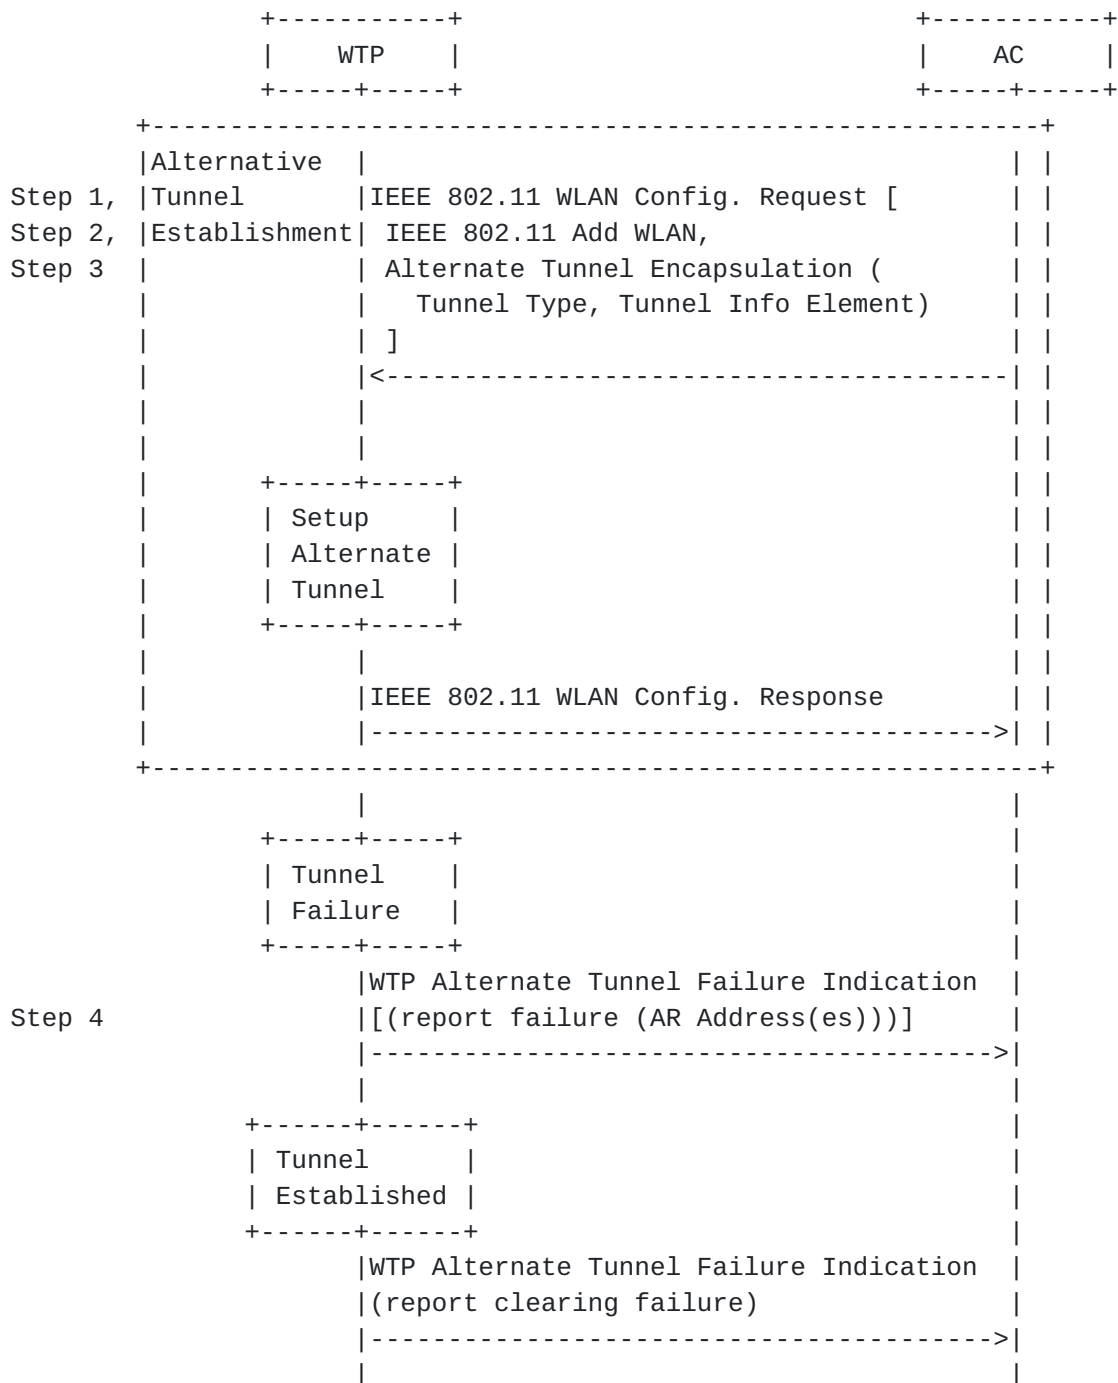 WTP AC
Alternative
Step 1, Tunnel IEEE 802.11 WLAN Config. Request [
Step 2, Establishment IEEE 802.11 Add WLAN,
Step 3 Alternate Tunnel Encapsulation (
Tunnel Type, Tunnel Info Element)
]
Setup
Alternate
Tunnel
IEEE 802.11 WLAN Config. Response
Tunnel
Failure
WTP Alternate Tunnel Failure Indication
Step 4 [(report failure (AR Address(es)))]
Tunnel
Established
WTP Alternate Tunnel Failure Indication
(report clearing failure)